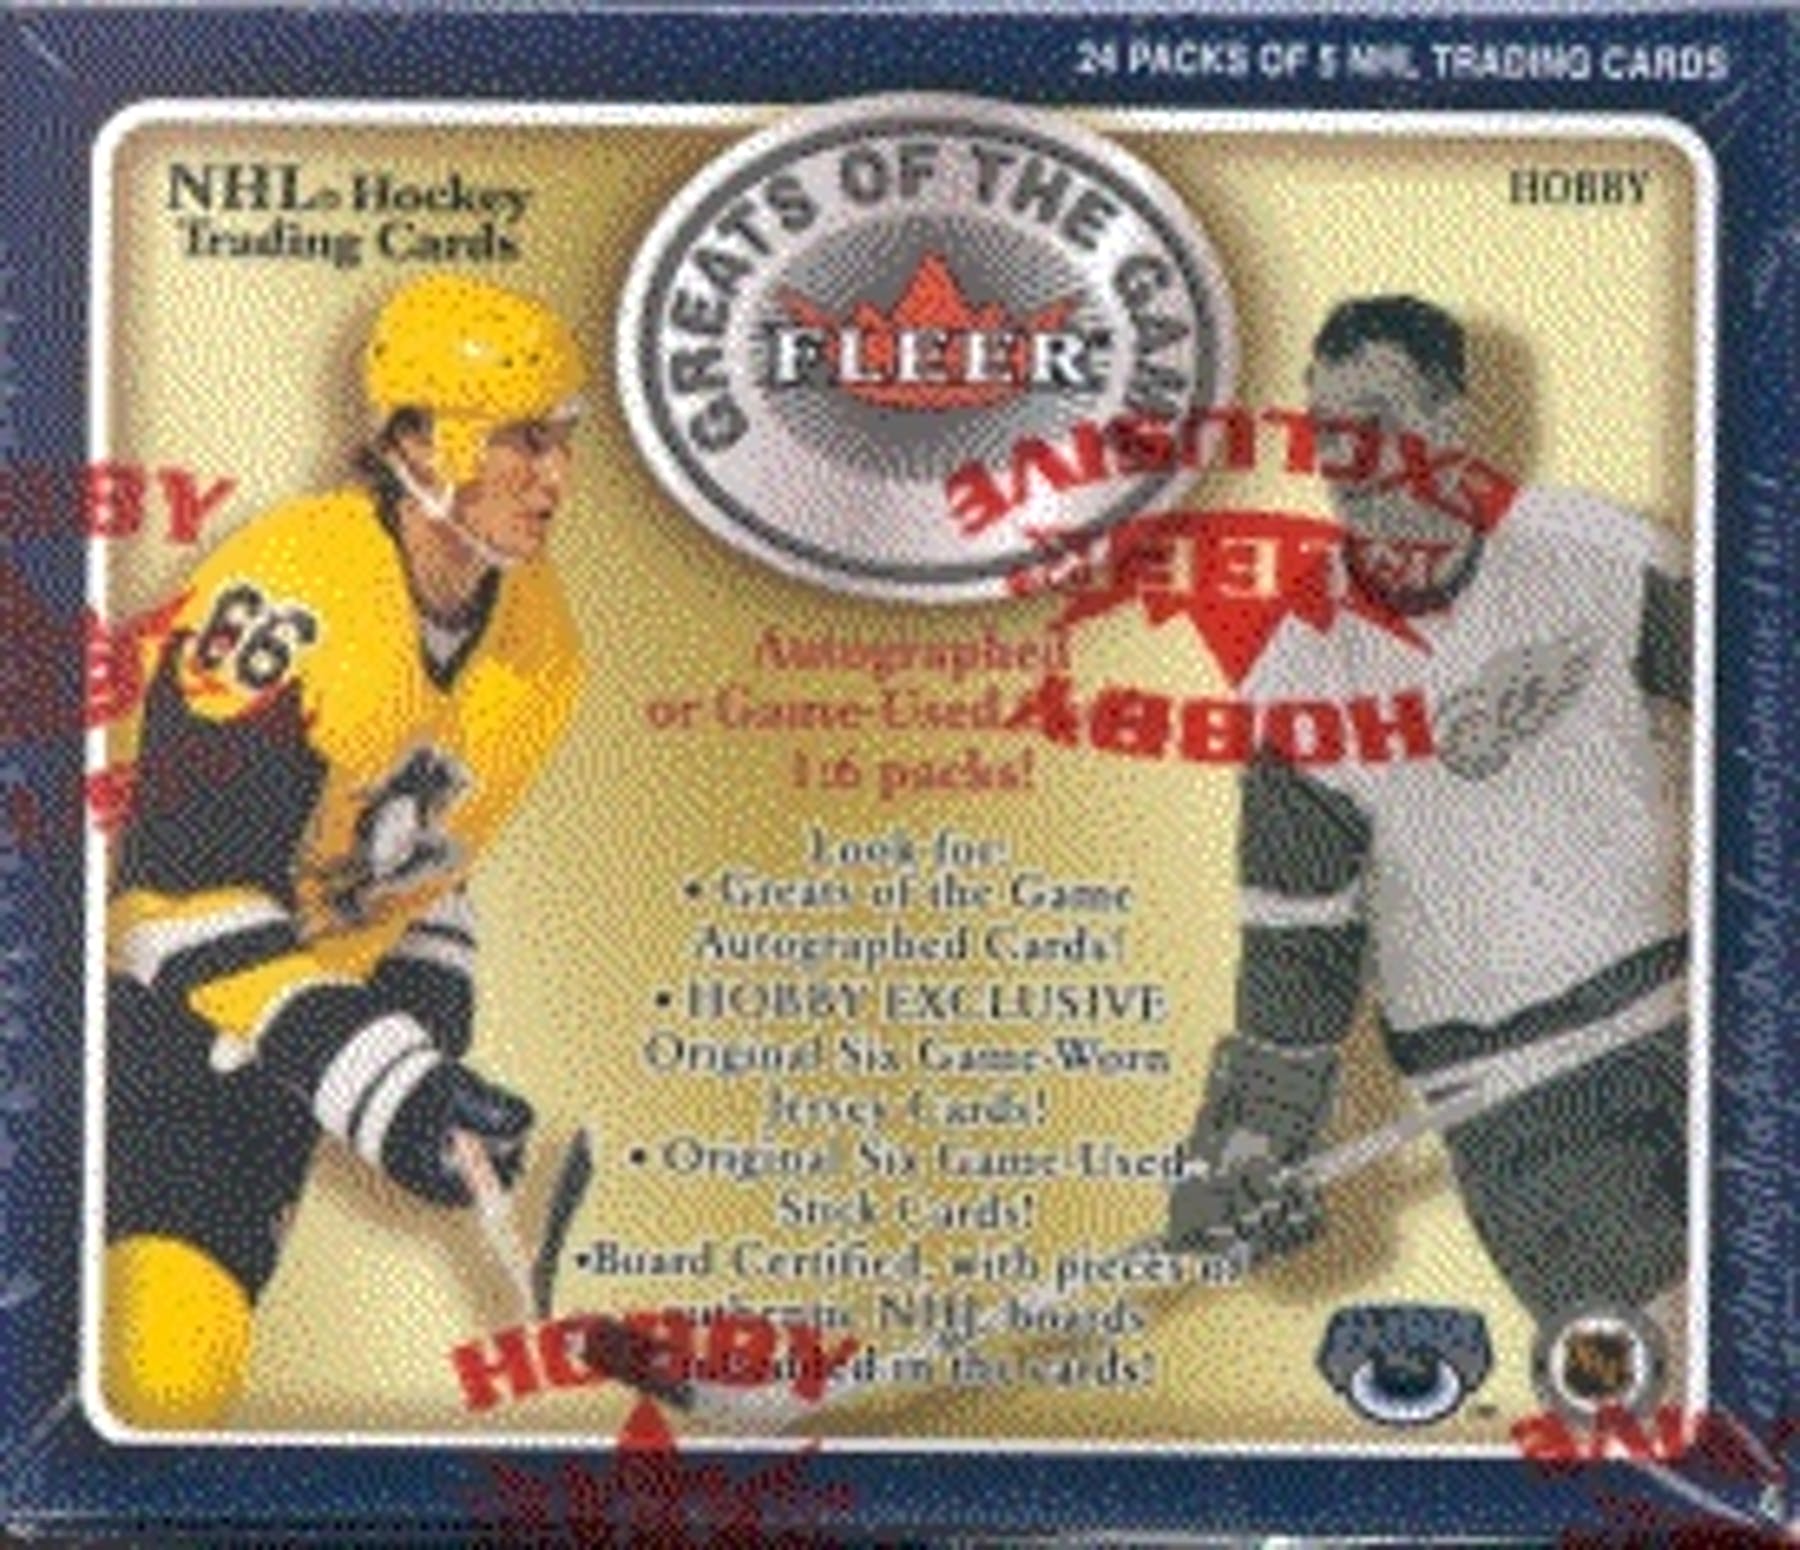 24 PACKS OF 5 NHL TRADING CARDS
NHL® Hockey
Trading Cards
HOBBY
GREATS OF THE GAME
FLEER
EXCLUSIVE
FLEER
HOBBY
BY
66
Autographed
or Game-Used
1:6 packs!
Look for:
• Greats of the Game
Autographed Cards!
• HOBBY EXCLUSIVE
Original Six Game-Worn
Jersey Cards!
• Original Six Game-Used
Stick Cards!
•Board Certified, with pieces of
authentic NHL boards
embedded in the cards!
HOBBY